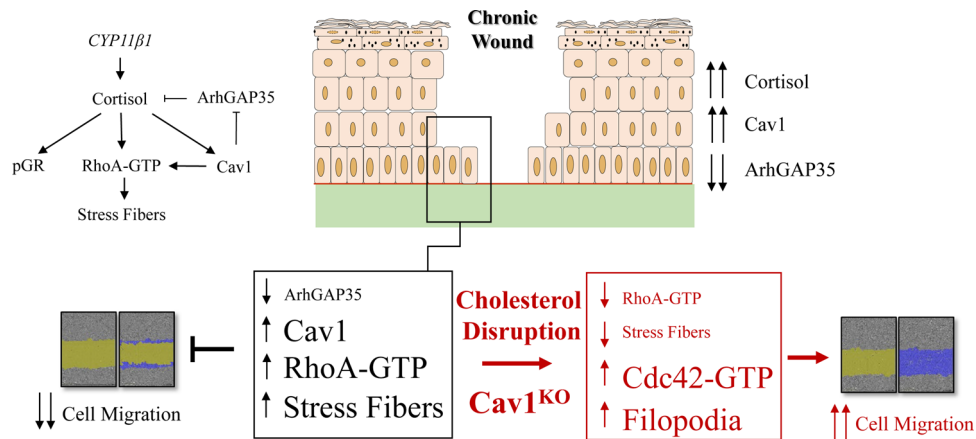 CYP11β1
Cortisol
ArhGAP35
pGR
RhoA-GTP
Cav1
Stress Fibers
Chronic
Wound
Cortisol
Cav1
ArhGAP35
Cell Migration
ArhGAP35
Cav1
RhoA-GTP
Stress Fibers
Cholesterol
Disruption
Cav1KO
RhoA-GTP
Stress Fibers
Cdc42-GTP
Filopodia
Cell Migration